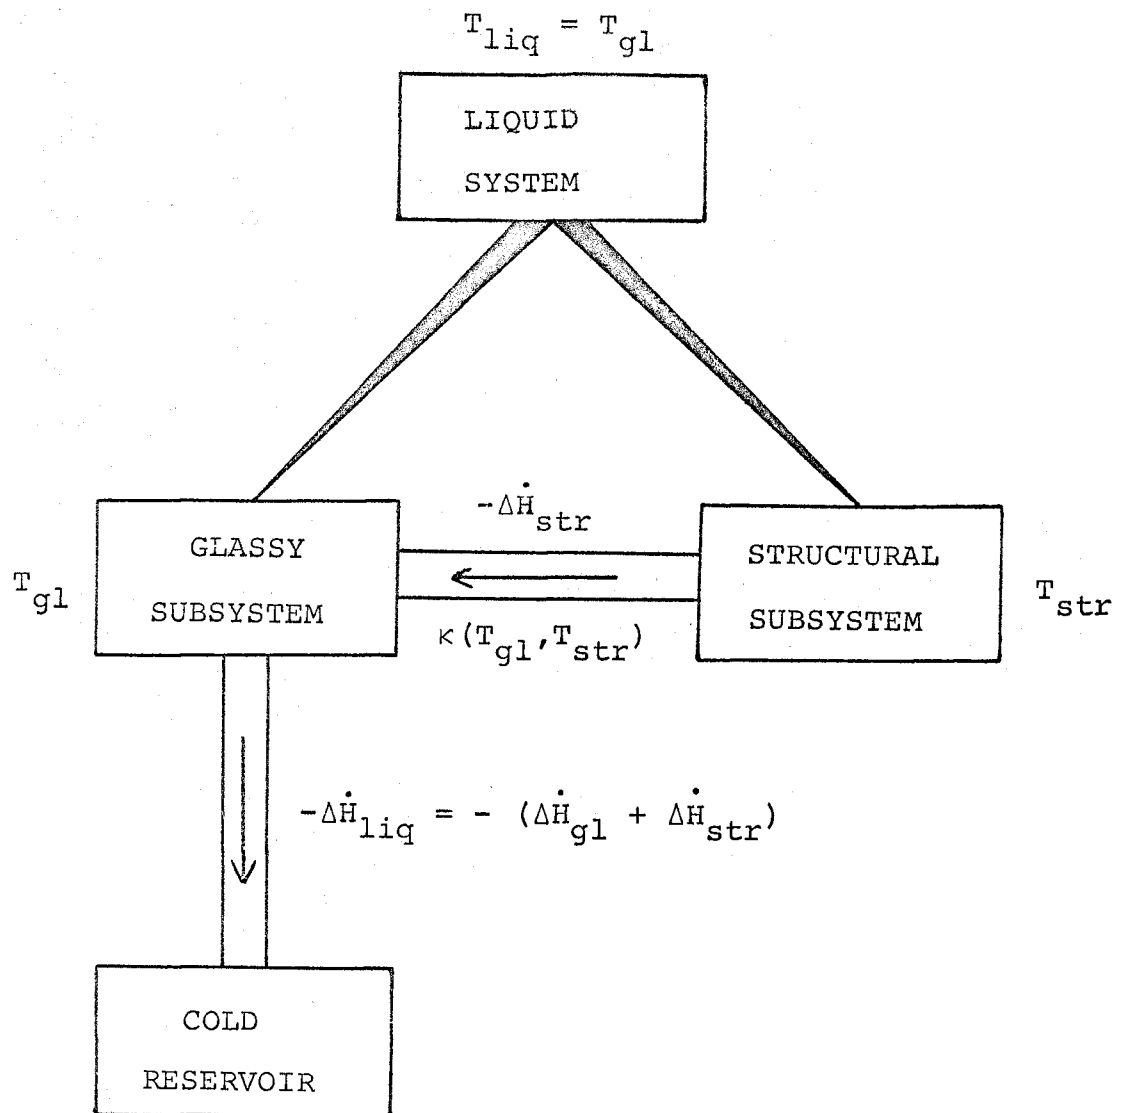 T_liq = T_gl
LIQUID
SYSTEM
-ΔḢ_str
GLASSY
SUBSYSTEM
T_gl
κ(T_gl,T_str)
STRUCTURAL
SUBSYSTEM
T_str
-ΔḢ_liq = - (ΔḢ_gl + ΔḢ_str)
COLD
RESERVOIR